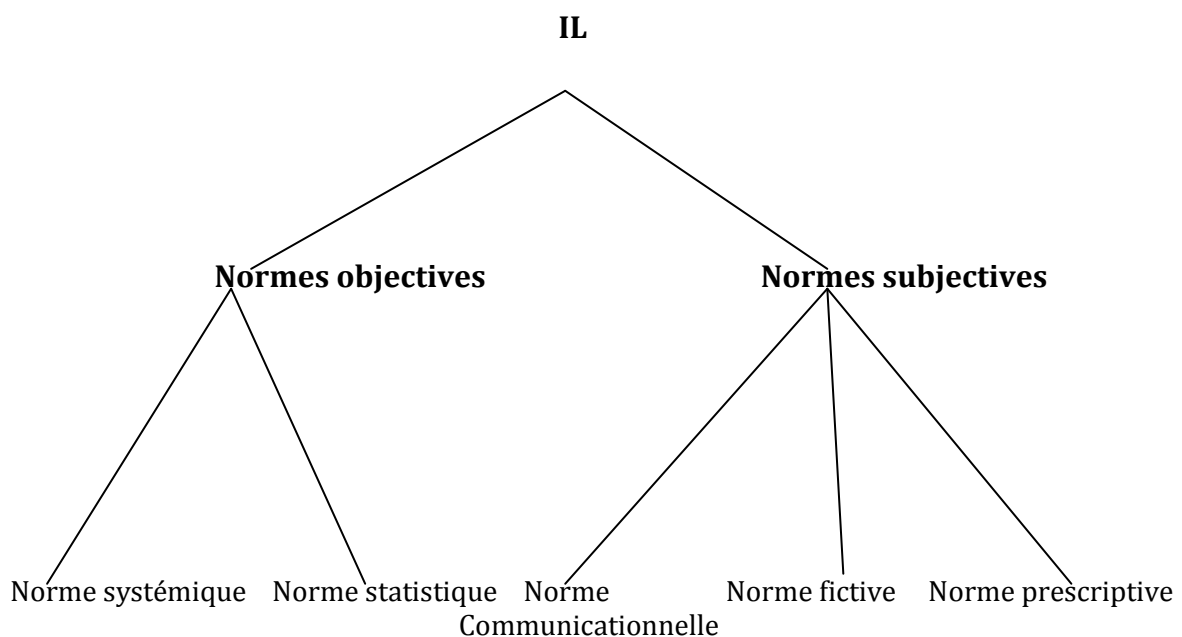 IL
Normes objectives Normes subjectives
Norme systémique Norme statistique Norme Norme fictive Norme prescriptive
Communicationnelle